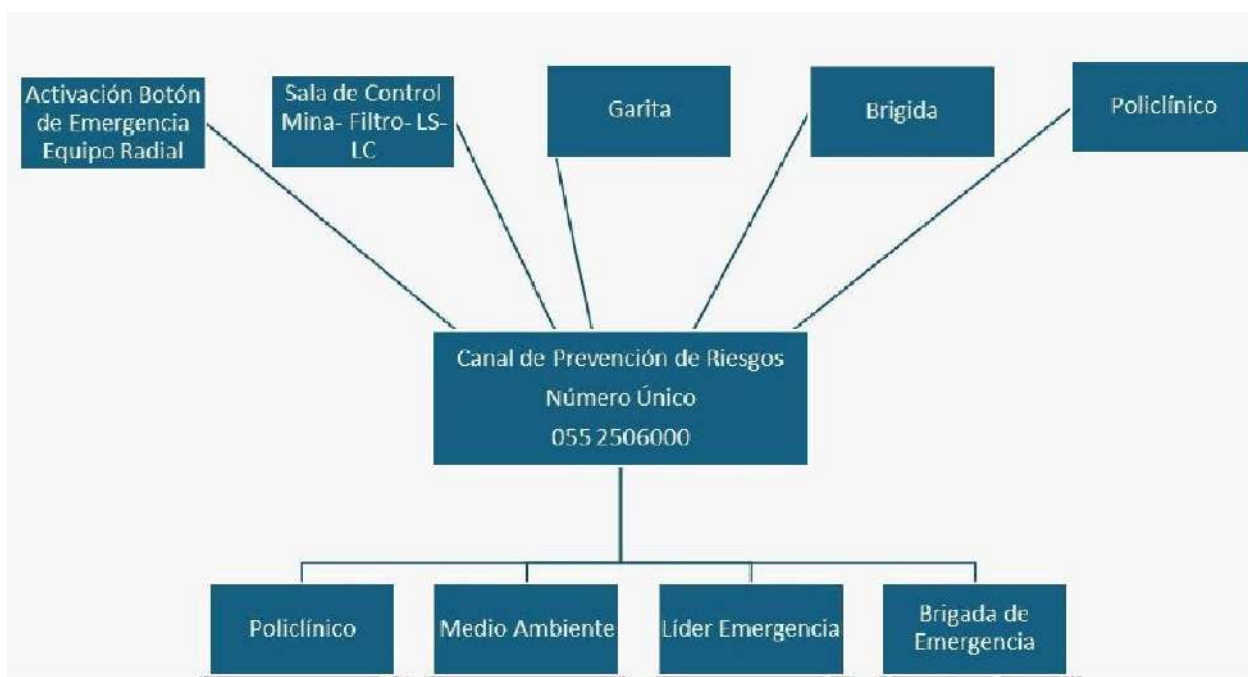 Activación Botón
de Emergencia
Equipo Radial
Sala de Control
Mina- Filtro- LS-
LC
Garita
Brigida
Policlínico
Canal de Prevención de Riesgos
Número Único
055 2506000
Policlínico
Medio Ambiente
Líder Emergencia
Brigada de
Emergencia